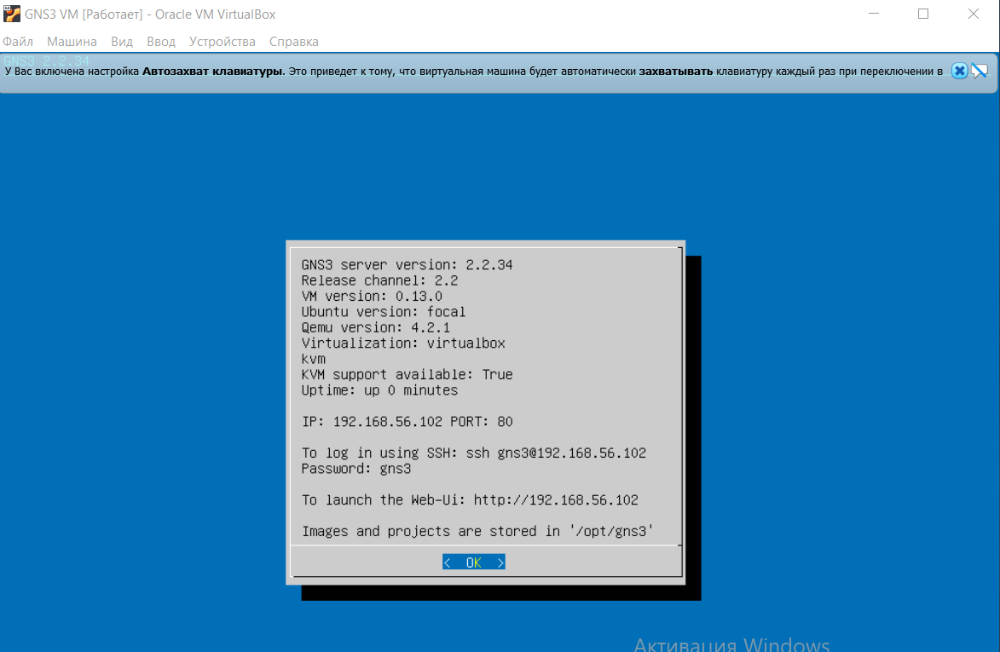 GNS3 VM [Работает] - Oracle VM VirtualBox
Файл Машина Вид Ввод Устройства Справка
GNS3 2.2.34
У Вас включена настройка Автозахват клавиатуры. Это приведет к тому, что виртуальная машина будет автоматически захватывать клавиатуру каждый раз при переключении в
GNS3 server version: 2.2.34
Release channel: 2.2
VM version: 0.13.0
Ubuntu version: focal
Qemu version: 4.2.1
Virtualization: virtualbox
kvm
KVM support available: True
Uptime: up 0 minutes
IP: 192.168.56.102 PORT: 80
To log in using SSH: ssh gns3@192.168.56.102
Password: gns3
To launch the Web-Ui: http://192.168.56.102
Images and projects are stored in '/opt/gns3'
< OK >
Активация Windows